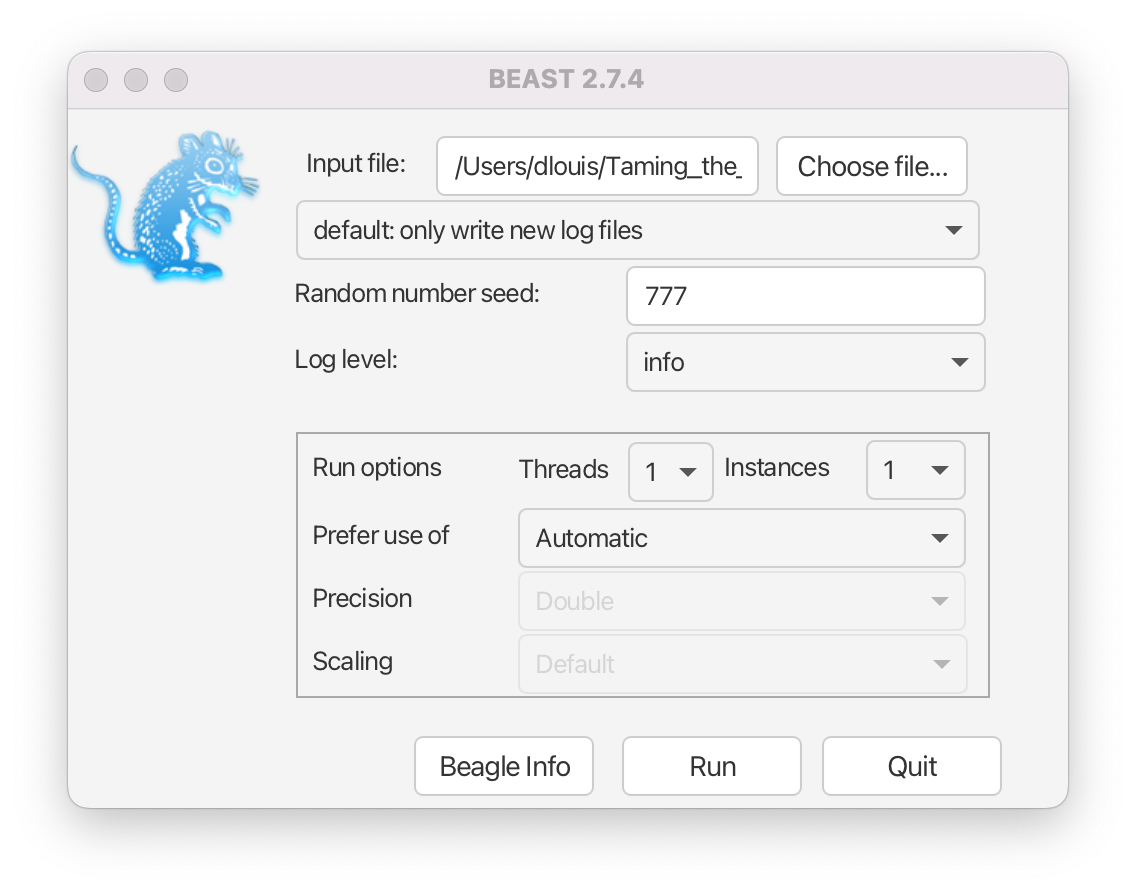 BEAST 2.7.4
Input file: /Users/dlouis/Taming_the_ Choose file...
default: only write new log files
Random number seed: 777
Log level: info
Run options Threads 1 Instances 1
Prefer use of Automatic
Precision Double
Scaling Default
Beagle Info Run Quit